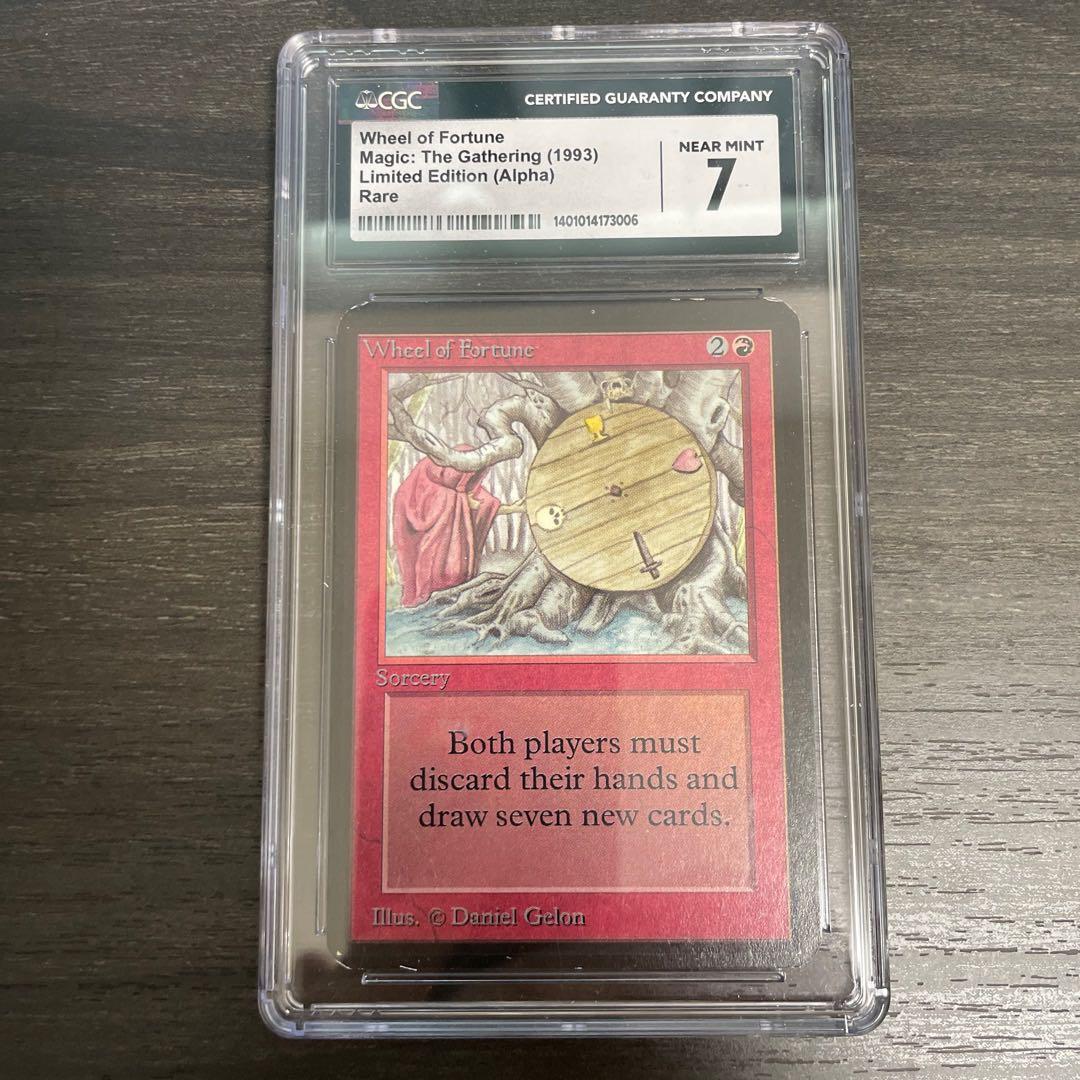 CGC
CERTIFIED GUARANTY COMPANY
Wheel of Fortune
Magic: The Gathering (1993)
Limited Edition (Alpha)
Rare
NEAR MINT
7
1401014173006
Wheel of Fortune
2
Sorcery
Both players must
discard their hands and
draw seven new cards.
Illus. © Daniel Gelon